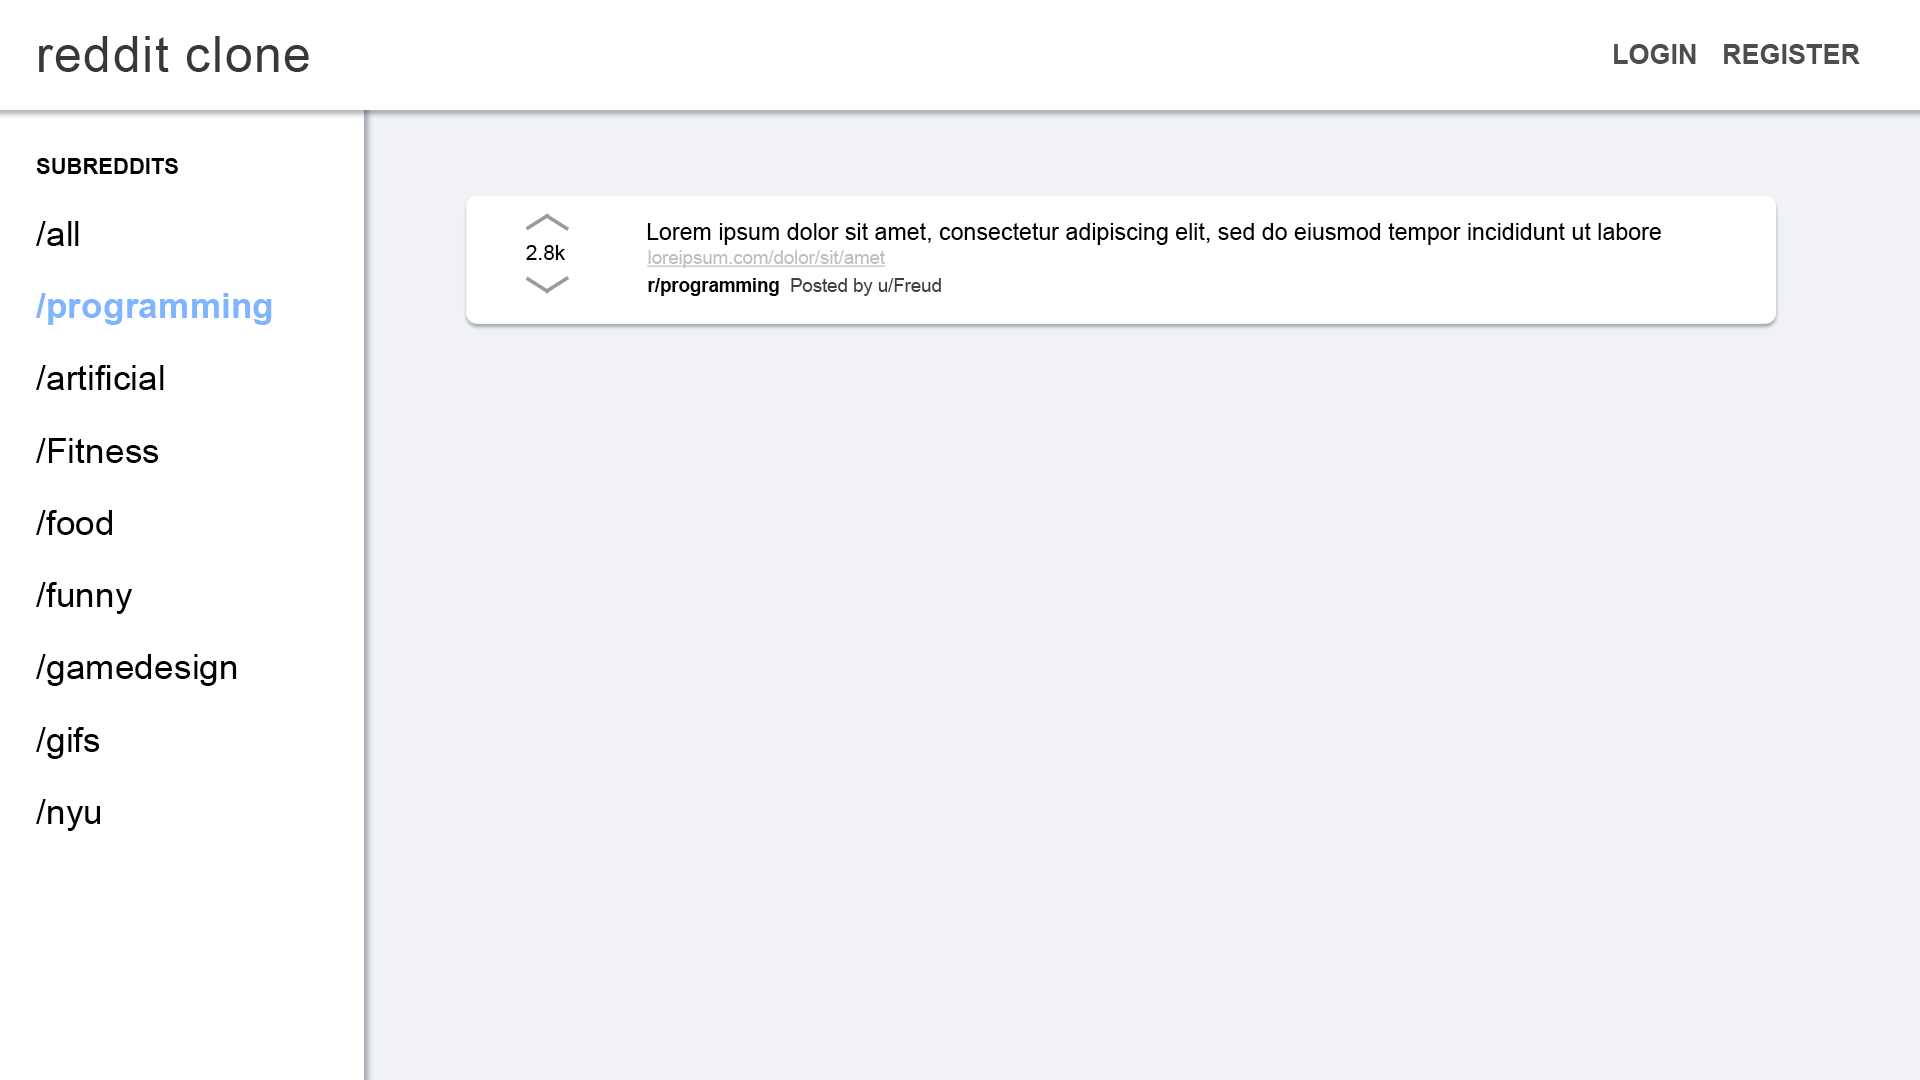 reddit clone
LOGIN REGISTER
SUBREDDITS
/all
/programming
/artificial
/Fitness
/food
/funny
/gamedesign
/gifs
/nyu
2.8k
Lorem ipsum dolor sit amet, consectetur adipiscing elit, sed do eiusmod tempor incididunt ut labore
loreipsum.com/dolor/sit/amet
r/programming Posted by u/Freud